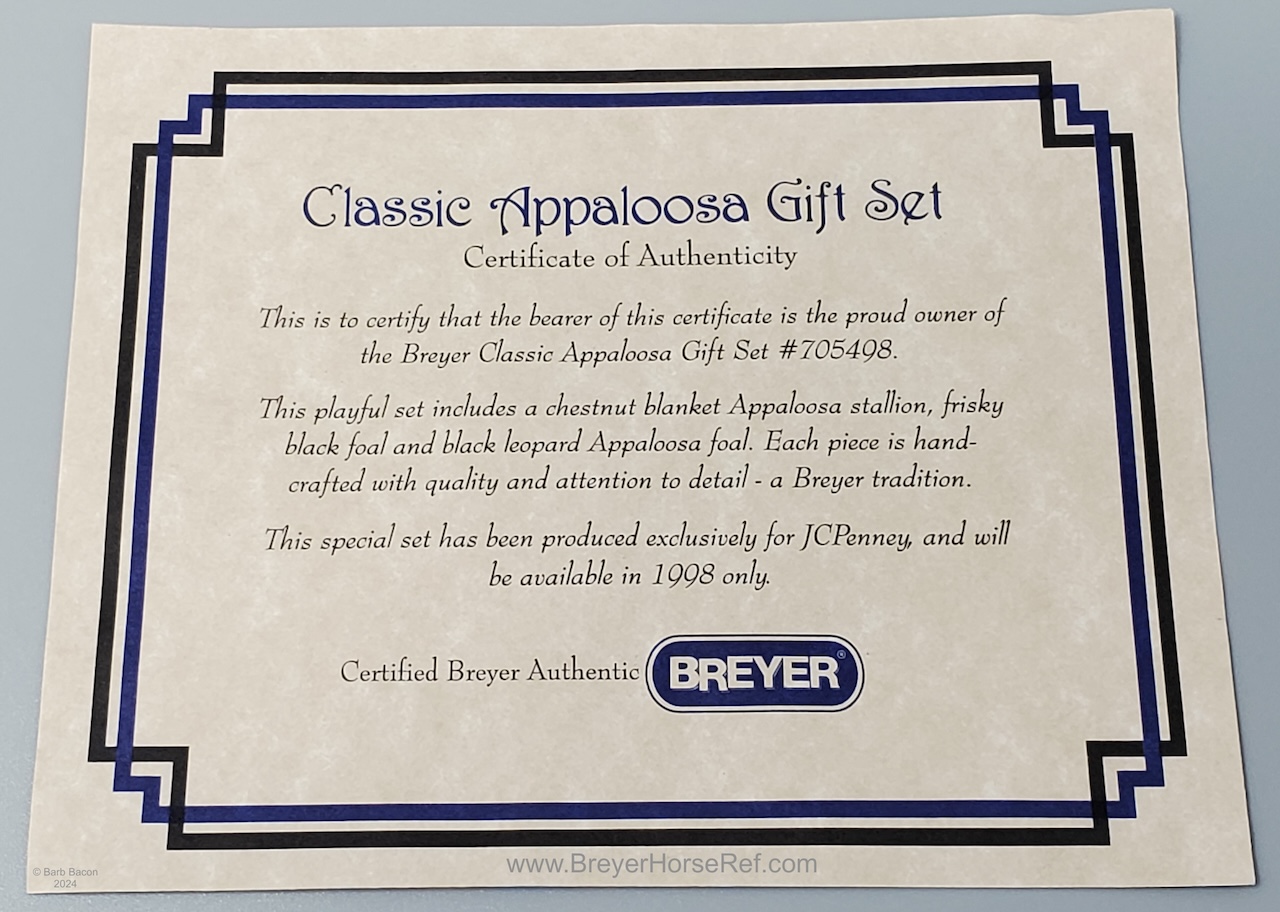 Classic Appaloosa Gift Set
Certificate of Authenticity
This is to certify that the bearer of this certificate is the proud owner of
the Breyer Classic Appaloosa Gift Set #705498.
This playful set includes a chestnut blanket Appaloosa stallion, frisky
black foal and black leopard Appaloosa foal. Each piece is hand-
crafted with quality and attention to detail - a Breyer tradition.
This special set has been produced exclusively for JCPenney, and will
be available in 1998 only.
Certified Breyer Authentic BREYER®
www.BreyerHorseRef.com
© Barb Bacon
2024